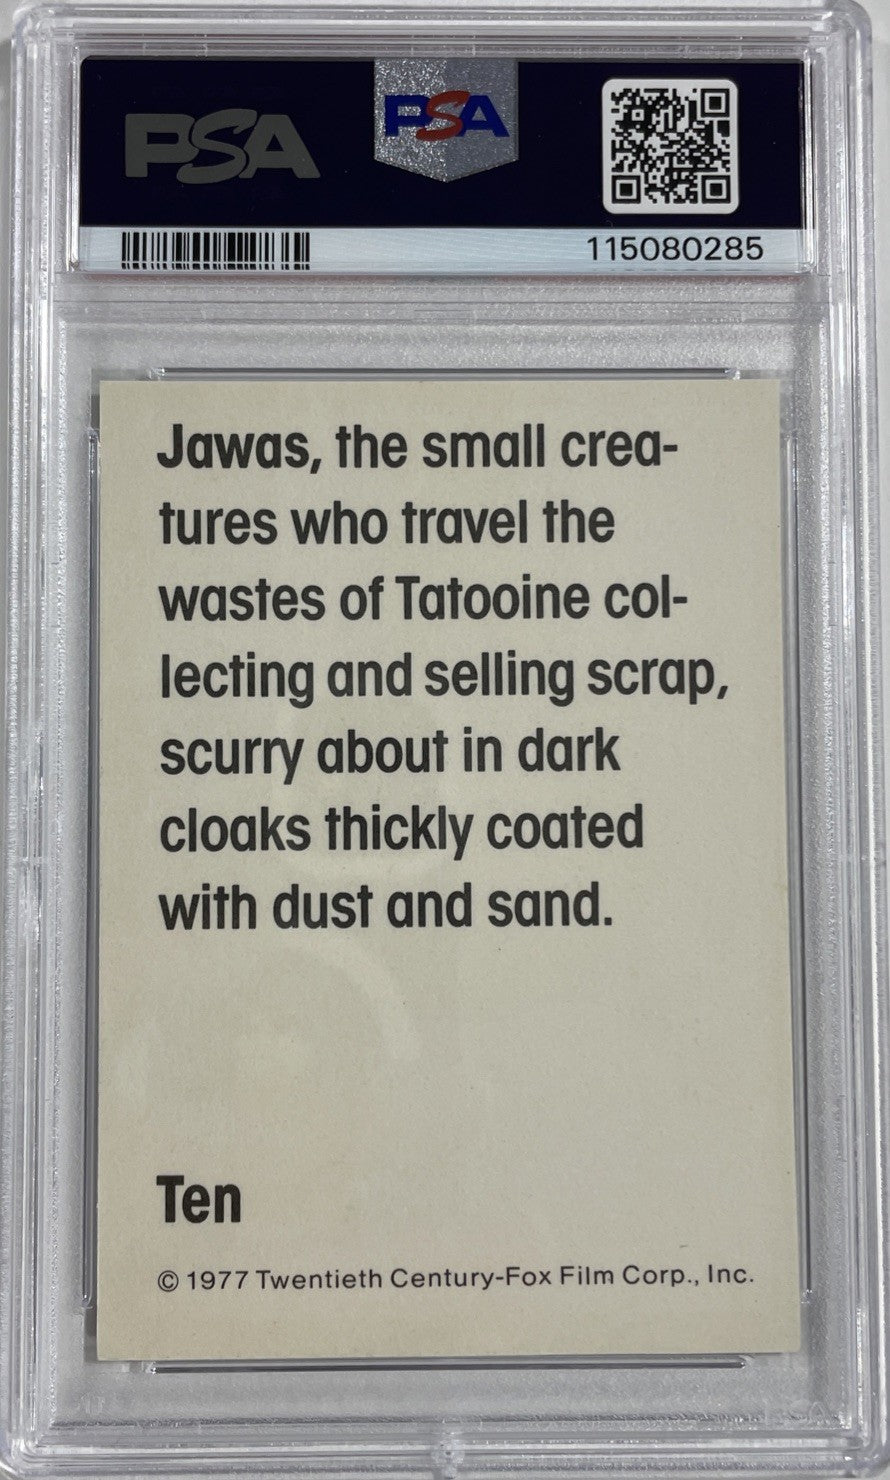 PSA
PSA
115080285
Jawas, the small crea-
tures who travel the
wastes of Tatooine col-
lecting and selling scrap,
scurry about in dark
cloaks thickly coated
with dust and sand.
Ten
© 1977 Twentieth Century-Fox Film Corp., Inc.